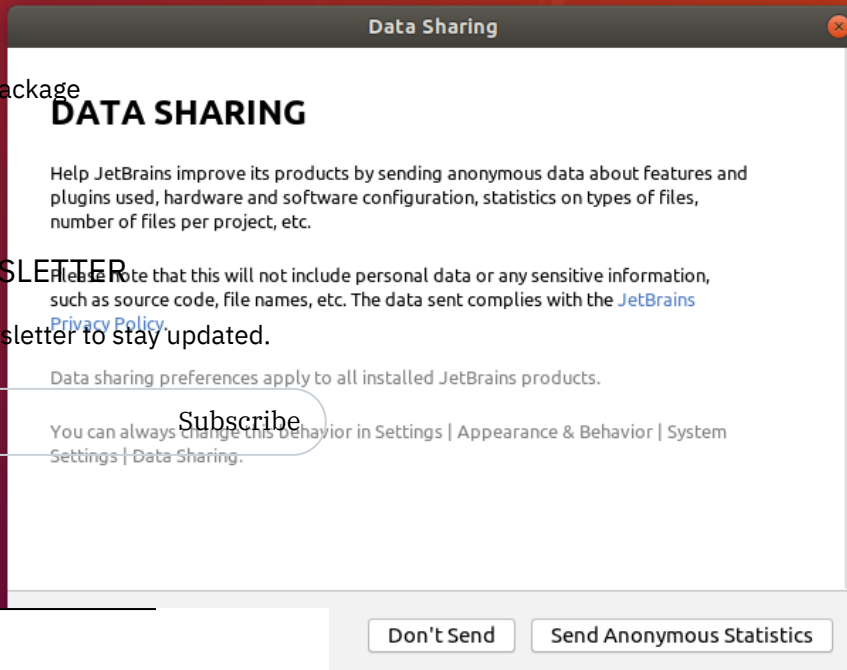 Data Sharing
ackage
DATA SHARING
Help JetBrains improve its products by sending anonymous data about features and
plugins used, hardware and software configuration, statistics on types of files,
number of files per project, etc.
SLETTER
Please note that this will not include personal data or any sensitive information,
such as source code, file names, etc. The data sent complies with the JetBrains
Privacy Policy.
sletter to stay updated.
Data sharing preferences apply to all installed JetBrains products.
Subscribe
You can always change this behavior in Settings | Appearance & Behavior | System
Settings | Data Sharing.
Don't Send
Send Anonymous Statistics